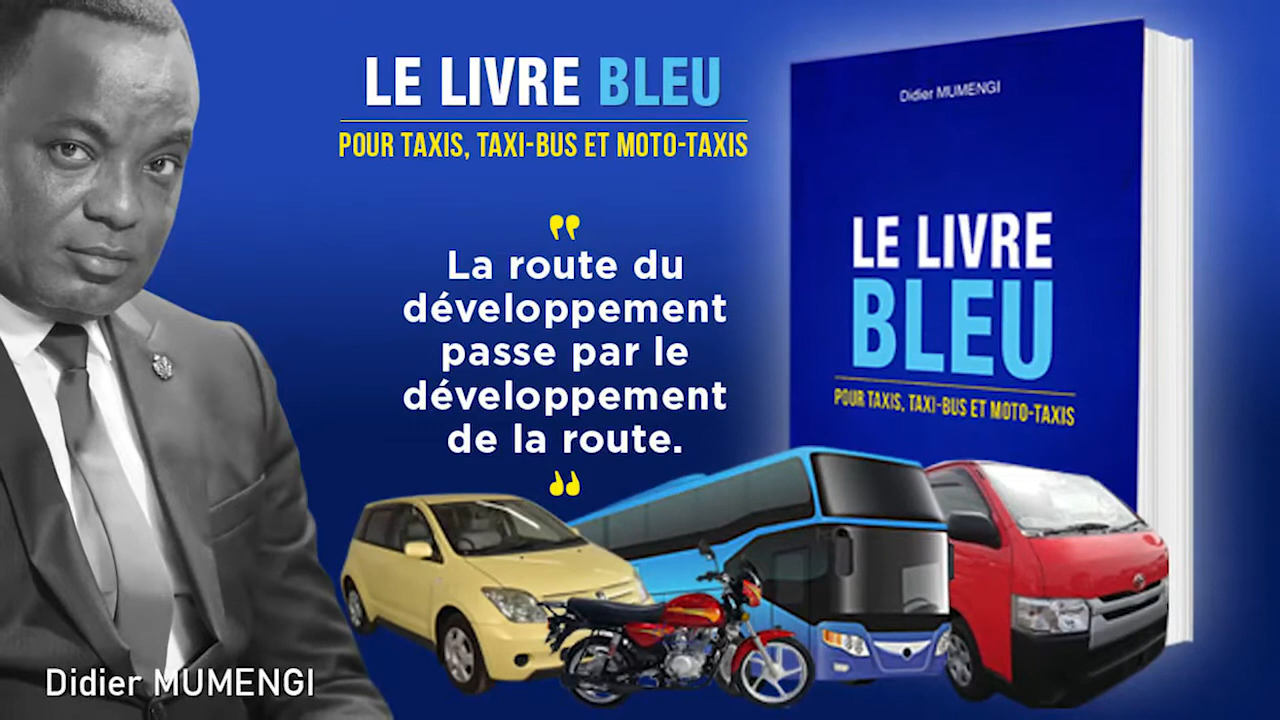 LE LIVRE BLEU
POUR TAXIS, TAXI-BUS ET MOTO-TAXIS
"
La route du
développement
passe par le
développement
de la route.
"
Didier MUMENGI
Didier MUMENGI
LE LIVRE
BLEU
POUR TAXIS, TAXI-BUS ET MOTO-TAXIS